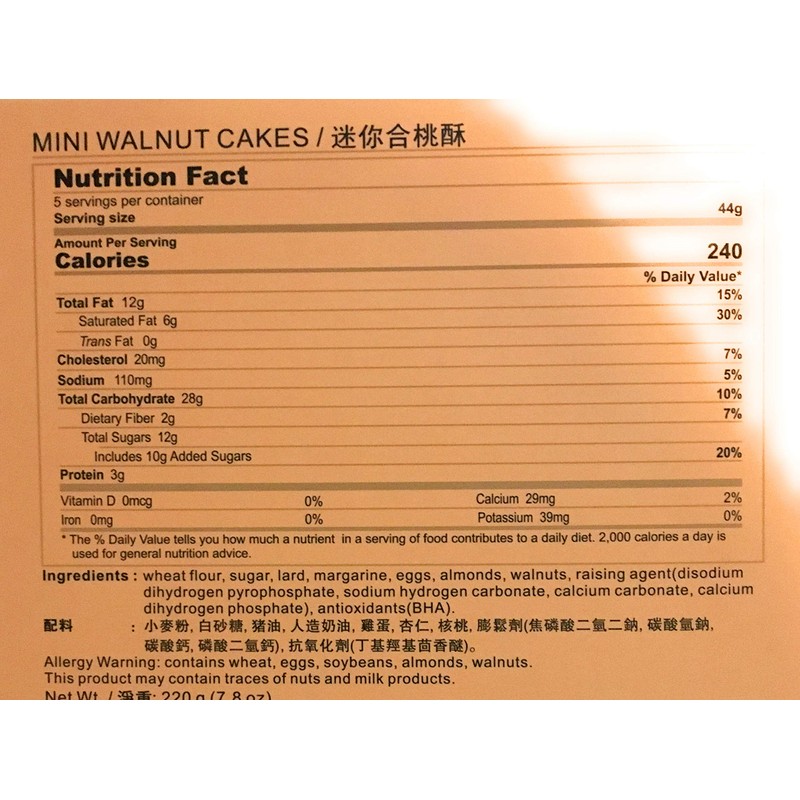 MINI WALNUT CAKES / 迷你合桃酥
Nutrition Fact
5 servings per container
Serving size 44g
Amount Per Serving
Calories 240
% Daily Value*
Total Fat 12g 15%
Saturated Fat 6g 30%
Trans Fat 0g
Cholesterol 20mg 7%
Sodium 110mg 5%
Total Carbohydrate 28g 10%
Dietary Fiber 2g 7%
Total Sugars 12g
Includes 10g Added Sugars 20%
Protein 3g
Vitamin D 0mcg 0% Calcium 29mg 2%
Iron 0mg 0% Potassium 39mg 0%
* The % Daily Value tells you how much a nutrient in a serving of food contributes to a daily diet. 2,000 calories a day is
used for general nutrition advice.
Ingredients : wheat flour, sugar, lard, margarine, eggs, almonds, walnuts, raising agent(disodium
dihydrogen pyrophosphate, sodium hydrogen carbonate, calcium carbonate, calcium
dihydrogen phosphate), antioxidants(BHA).
配料 : 小麥粉, 白砂糖, 猪油, 人造奶油, 雞蛋, 杏仁, 核桃, 膨鬆劑(焦磷酸二氫二鈉, 碳酸氫鈉,
碳酸鈣, 磷酸二氫鈣), 抗氧化劑(丁基羥基茴香醚)。
Allergy Warning: contains wheat, eggs, soybeans, almonds, walnuts.
This product may contain traces of nuts and milk products.
Net Wt. / 淨重: 220 g (7.8 oz)